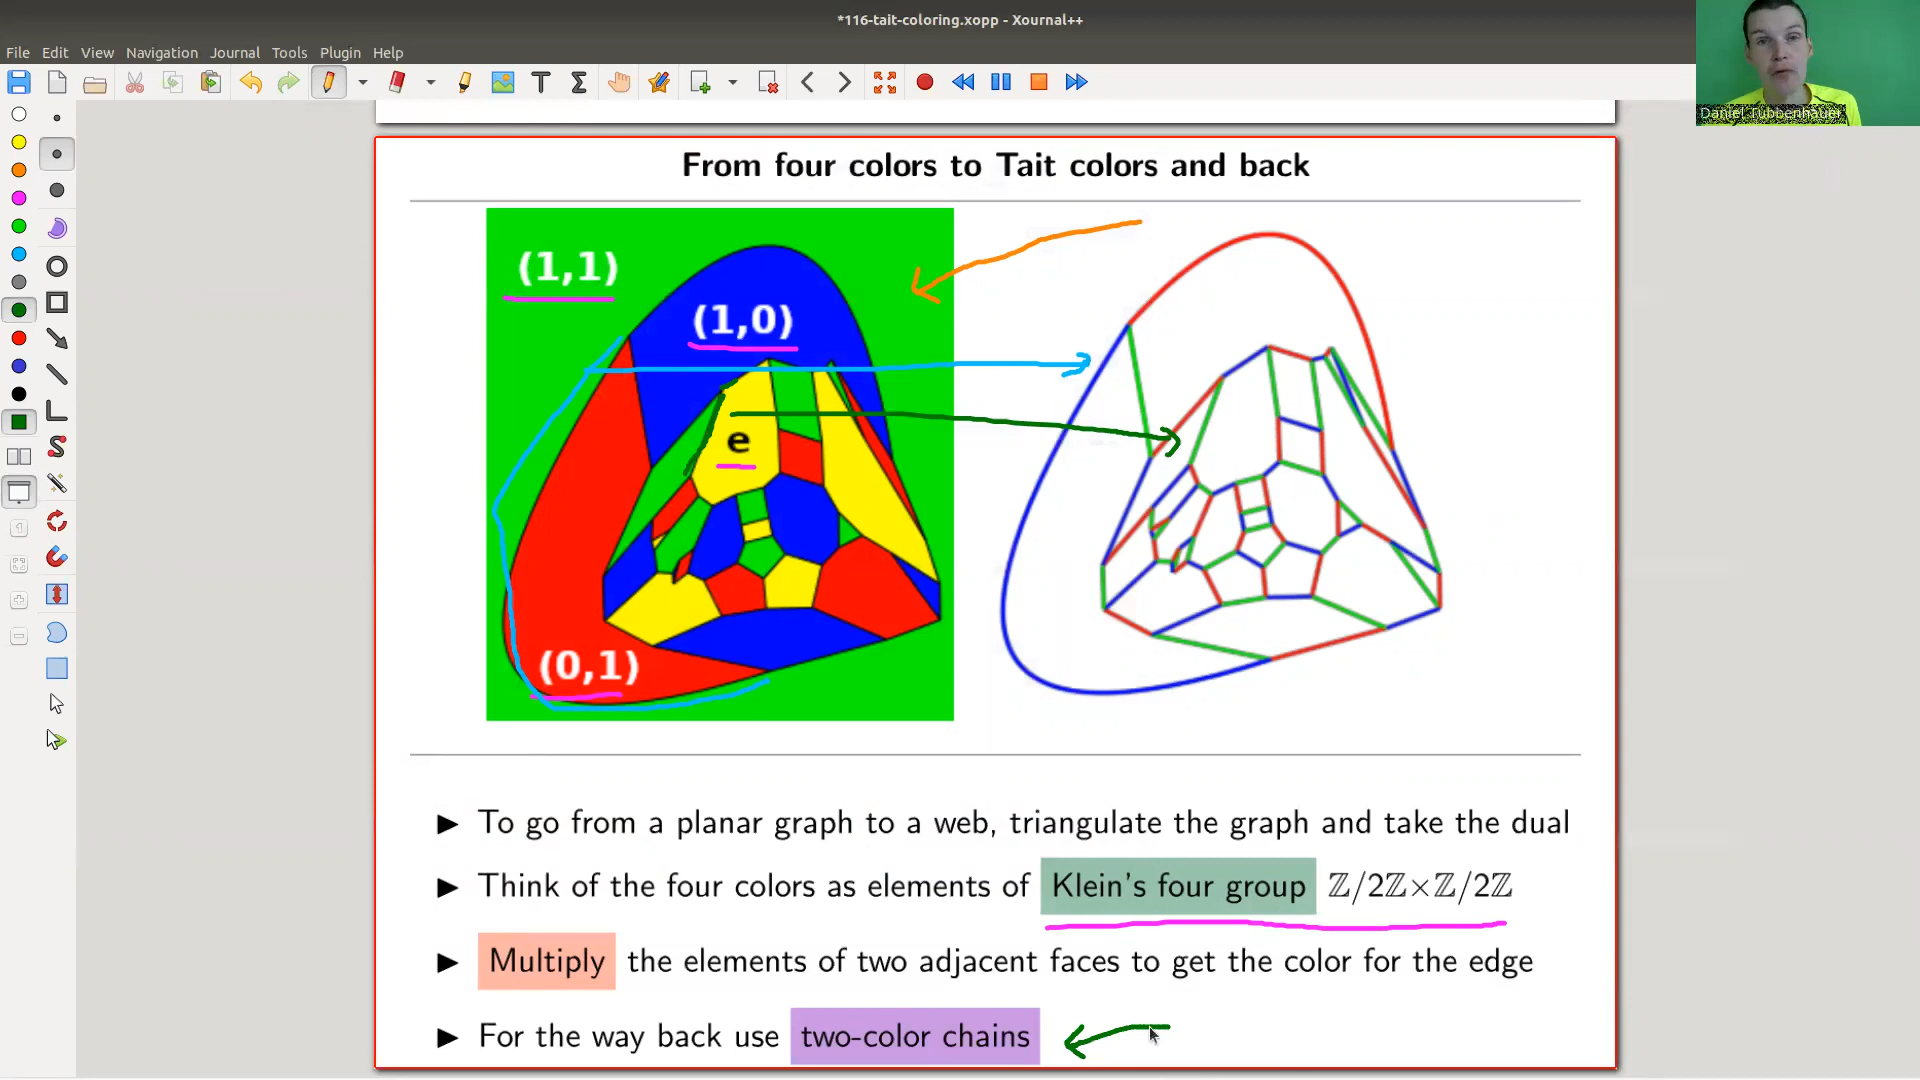 *116-tait-coloring.xopp - Xournal++
File Edit View Navigation Journal Tools Plugin Help
Daniel Tubbenhauer
From four colors to Tait colors and back
(1,1)
(1,0)
e
(0,1)
► To go from a planar graph to a web, triangulate the graph and take the dual
► Think of the four colors as elements of Klein's four group ℤ/2ℤ×ℤ/2ℤ
► Multiply the elements of two adjacent faces to get the color for the edge
► For the way back use two-color chains